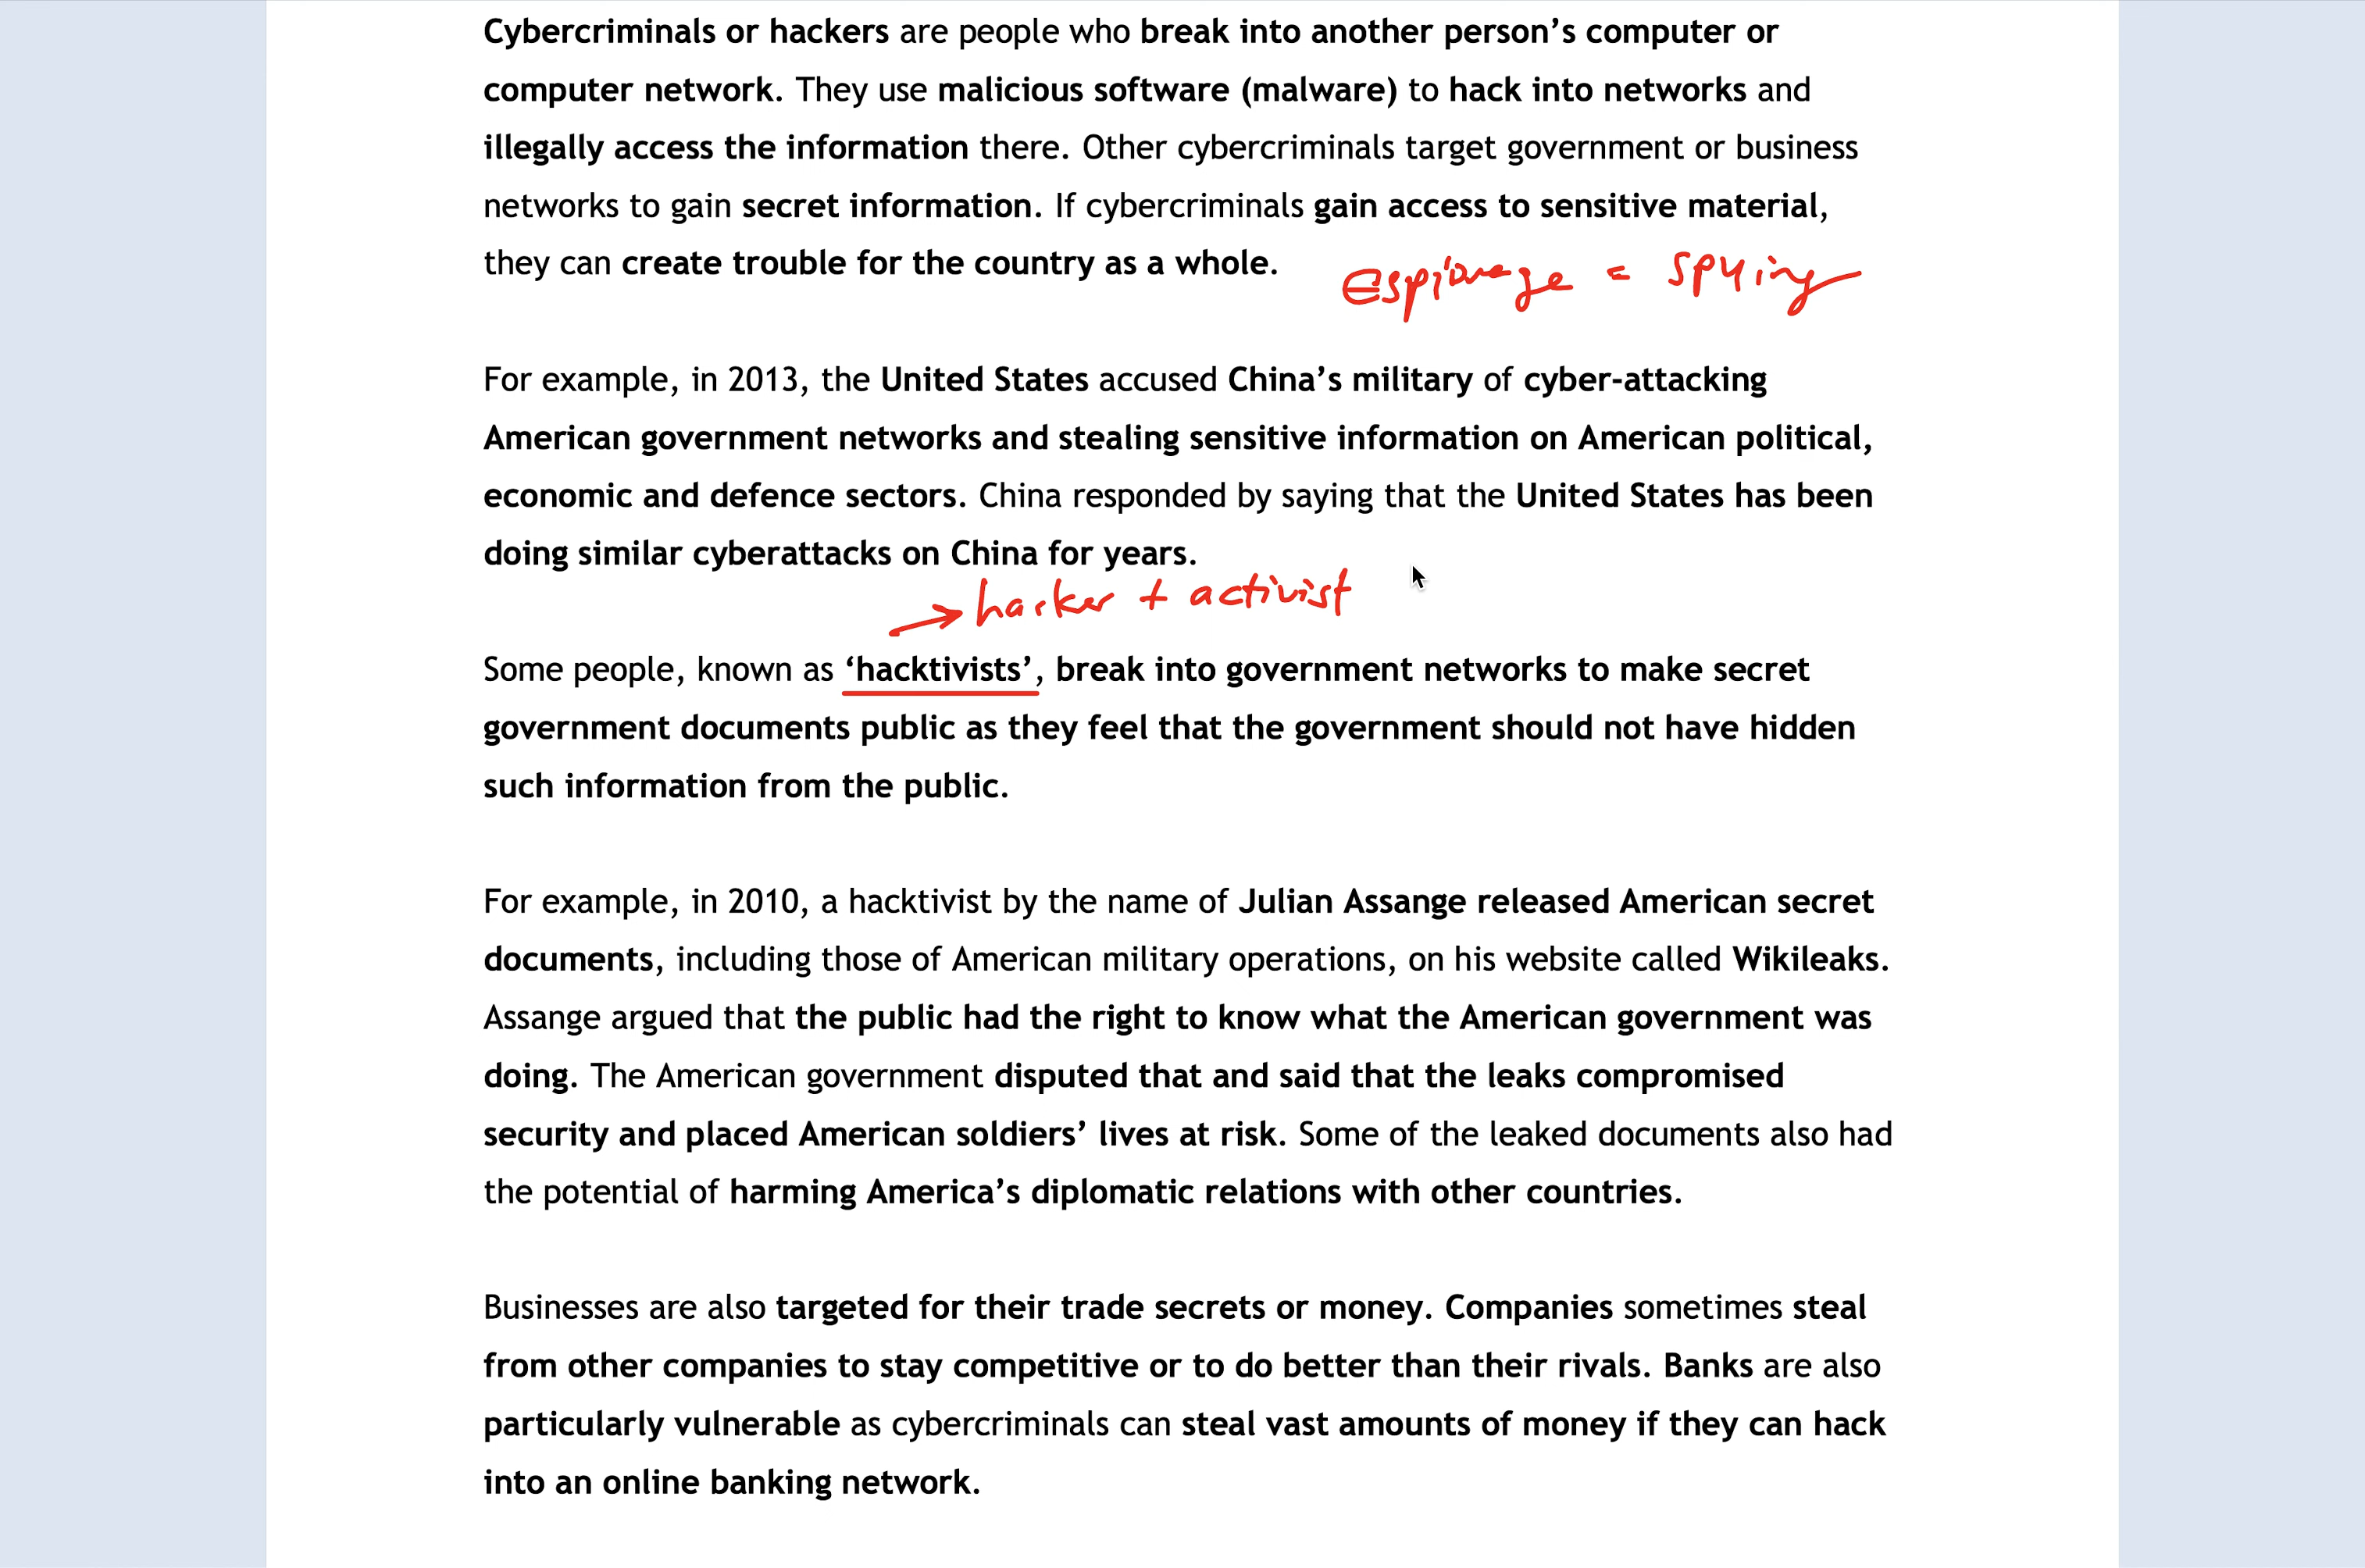 Cybercriminals or hackers are people who break into another person’s computer or
computer network. They use malicious software (malware) to hack into networks and
illegally access the information there. Other cybercriminals target government or business
networks to gain secret information. If cybercriminals gain access to sensitive material,
they can create trouble for the country as a whole.
Espionage = spying
For example, in 2013, the United States accused China’s military of cyber-attacking
American government networks and stealing sensitive information on American political,
economic and defence sectors. China responded by saying that the United States has been
doing similar cyberattacks on China for years.
→ hacker + activist
Some people, known as ‘hacktivists’, break into government networks to make secret
government documents public as they feel that the government should not have hidden
such information from the public.
For example, in 2010, a hacktivist by the name of Julian Assange released American secret
documents, including those of American military operations, on his website called Wikileaks.
Assange argued that the public had the right to know what the American government was
doing. The American government disputed that and said that the leaks compromised
security and placed American soldiers’ lives at risk. Some of the leaked documents also had
the potential of harming America’s diplomatic relations with other countries.
Businesses are also targeted for their trade secrets or money. Companies sometimes steal
from other companies to stay competitive or to do better than their rivals. Banks are also
particularly vulnerable as cybercriminals can steal vast amounts of money if they can hack
into an online banking network.